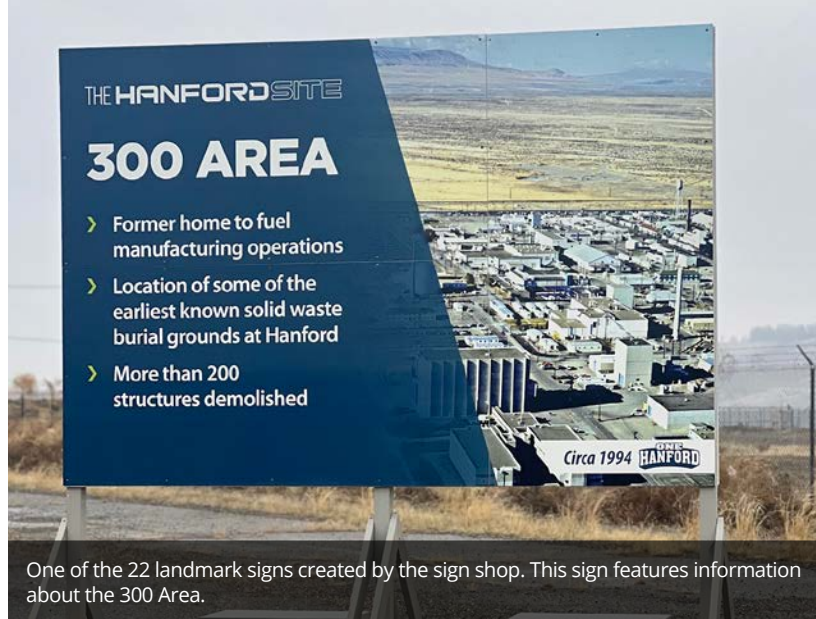 THE HANFORD SITE
300 AREA
Former home to fuel
manufacturing operations
Location of some of the
earliest known solid waste
burial grounds at Hanford
More than 200
structures demolished
Circa 1994
ONE
HANFORD
One of the 22 landmark signs created by the sign shop. This sign features information
about the 300 Area.